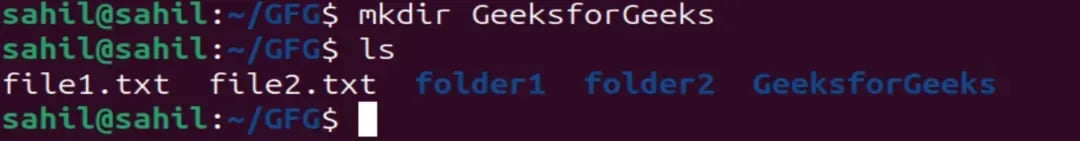 sahil@sahil:~/GFG$ mkdir GeeksforGeeks
sahil@sahil:~/GFG$ ls
file1.txt  file2.txt  folder1  folder2  GeeksforGeeks
sahil@sahil:~/GFG$